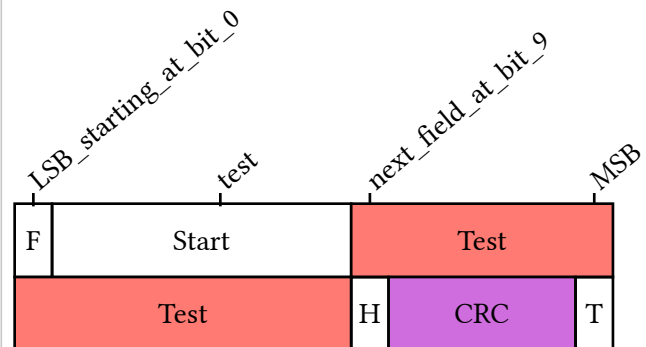 LSB_starting_at_bit_0
test
next_field_at_bit_9
MSB
F Start Test
Test H CRC T